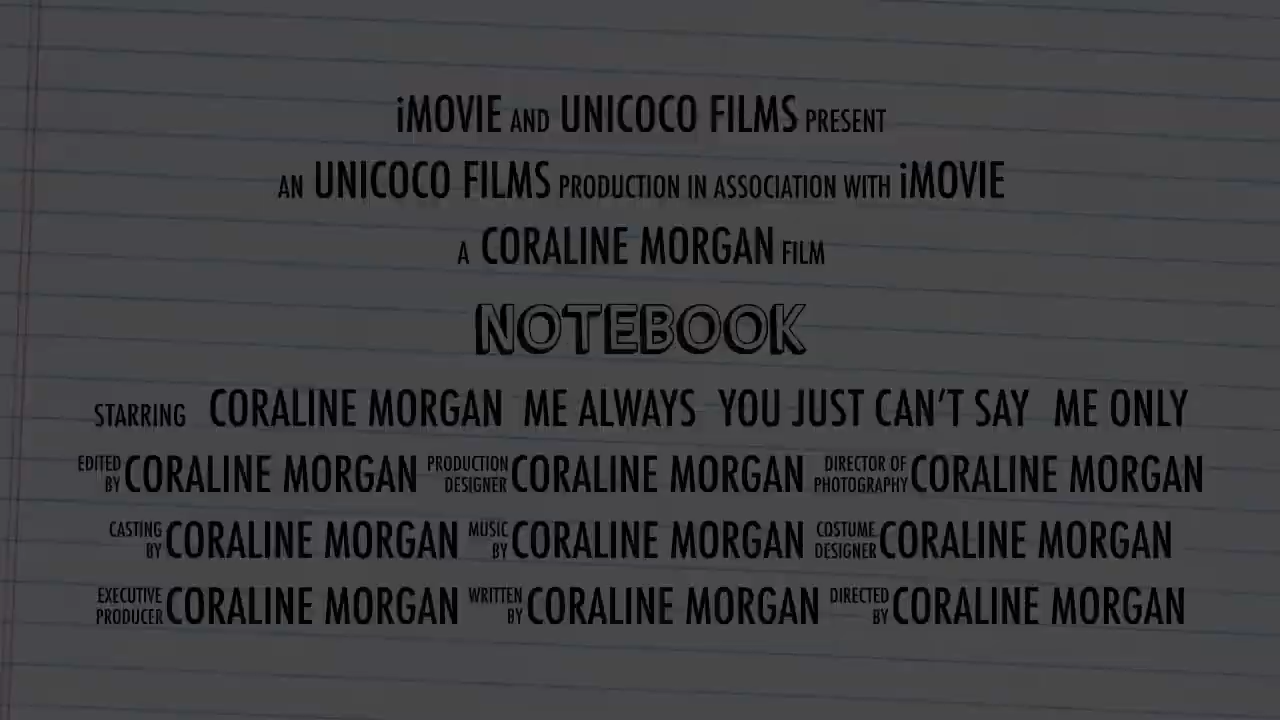 iMOVIE AND UNICOCO FILMS PRESENT
AN UNICOCO FILMS PRODUCTION IN ASSOCIATION WITH iMOVIE
A CORALINE MORGAN FILM
NOTEBOOK
STARRING CORALINE MORGAN ME ALWAYS YOU JUST CAN'T SAY ME ONLY
EDITED BY CORALINE MORGAN PRODUCTION DESIGNER CORALINE MORGAN DIRECTOR OF PHOTOGRAPHY CORALINE MORGAN
CASTING BY CORALINE MORGAN MUSIC BY CORALINE MORGAN COSTUME DESIGNER CORALINE MORGAN
EXECUTIVE PRODUCER CORALINE MORGAN WRITTEN BY CORALINE MORGAN DIRECTED BY CORALINE MORGAN